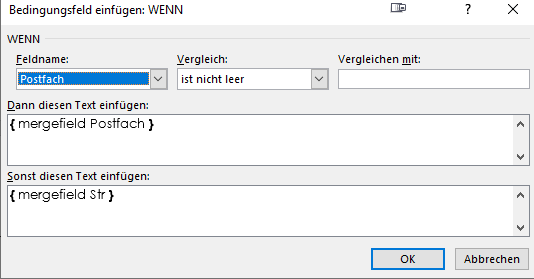 Bedingungsfeld einfügen: WENN
WENN
Feldname: Vergleich: Vergleichen mit:
Postfach ist nicht leer
Dann diesen Text einfügen:
{ mergefield Postfach }
Sonst diesen Text einfügen:
{ mergefield Str }
OK Abbrechen